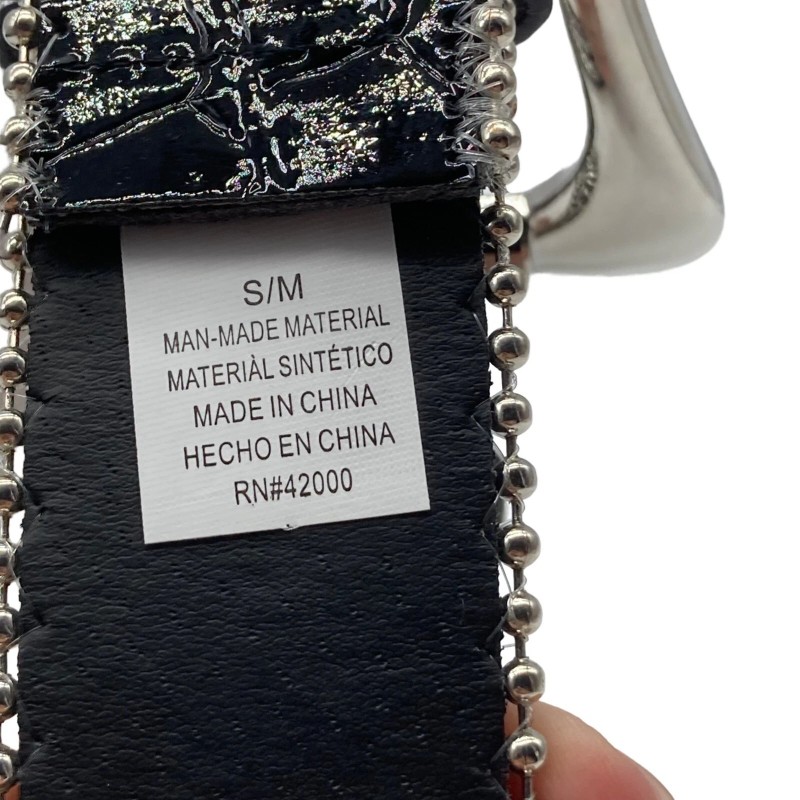 S/M
MAN-MADE MATERIAL
MATERIÀL SINTÉTICO
MADE IN CHINA
HECHO EN CHINA
RN#42000